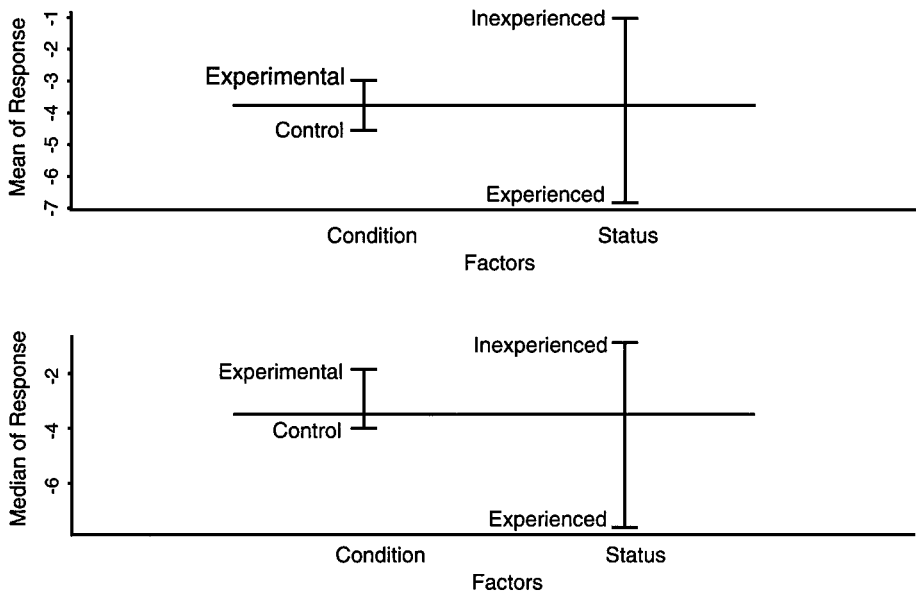 Mean of Response
-1
-2
-3
-4
-5
-6
-7
Inexperienced
Experimental
Control
Experienced
Condition
Status
Factors
Median of Response
-2
-4
-6
Inexperienced
Experimental
Control
Experienced
Condition
Status
Factors